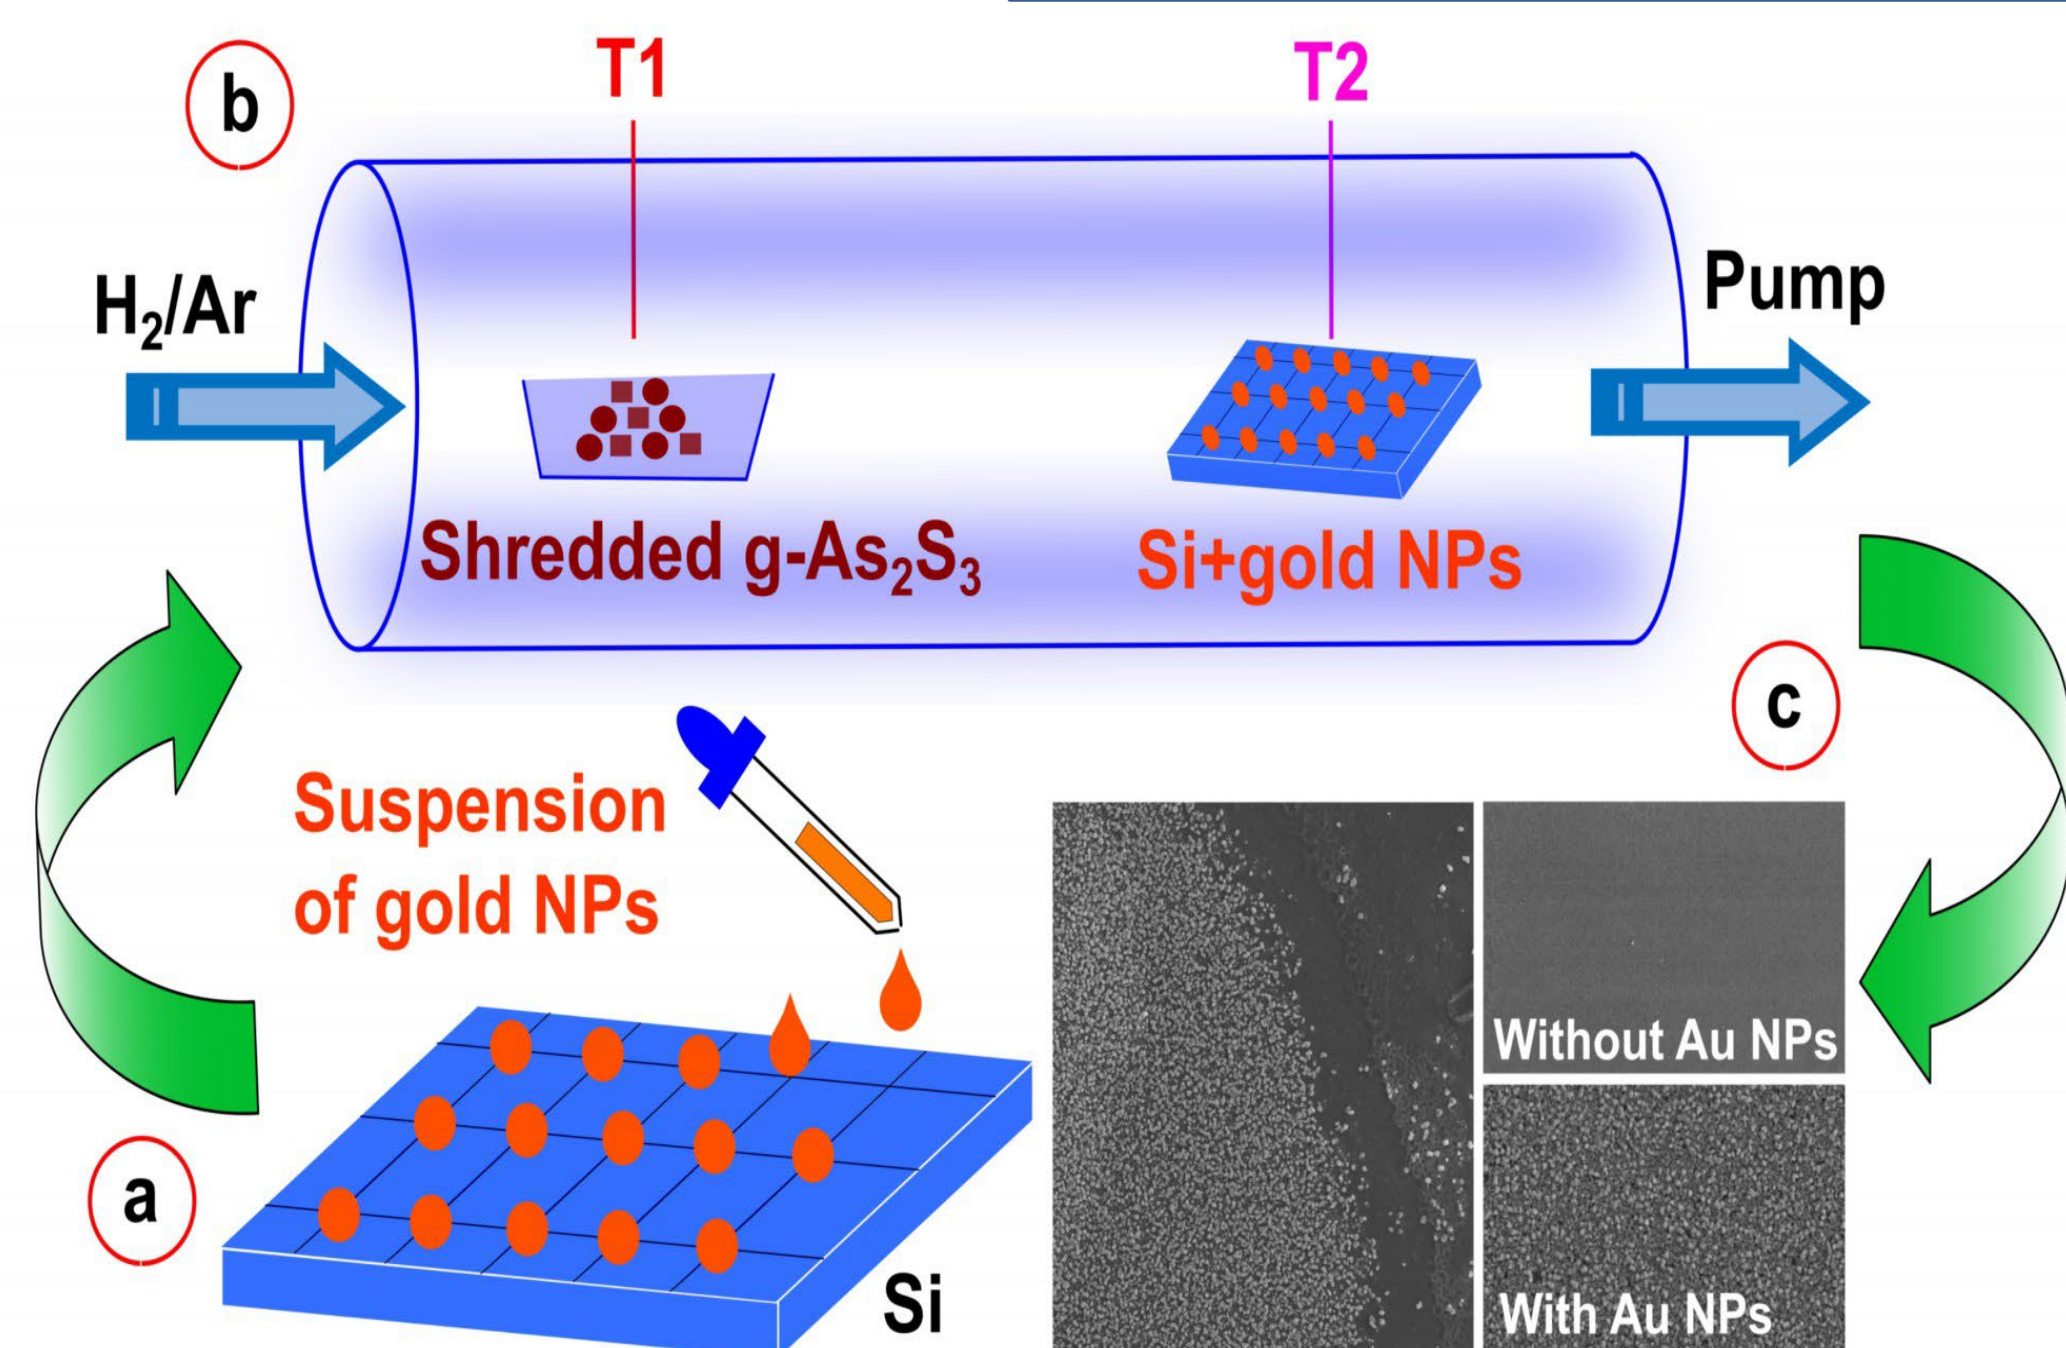 b
T1
T2
H₂/Ar
Pump
Shredded g-As₂S₃
Si+gold NPs
c
Suspension
of gold NPs
Without Au NPs
a
Si
With Au NPs